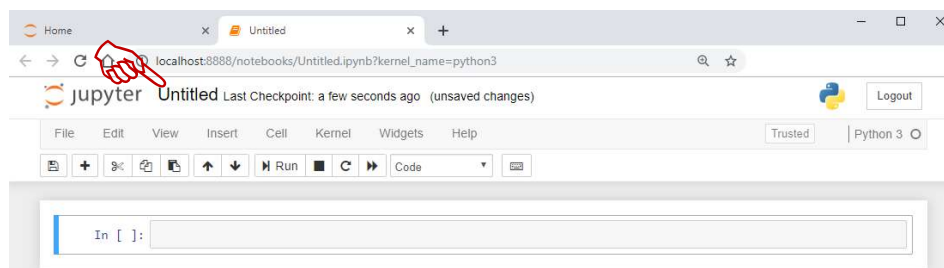 Home Untitled
localhost:8888/notebooks/Untitled.ipynb?kernel_name=python3
jupyter Untitled Last Checkpoint: a few seconds ago (unsaved changes) Logout
File Edit View Insert Cell Kernel Widgets Help Trusted Python 3
Run Code
In [ ]: